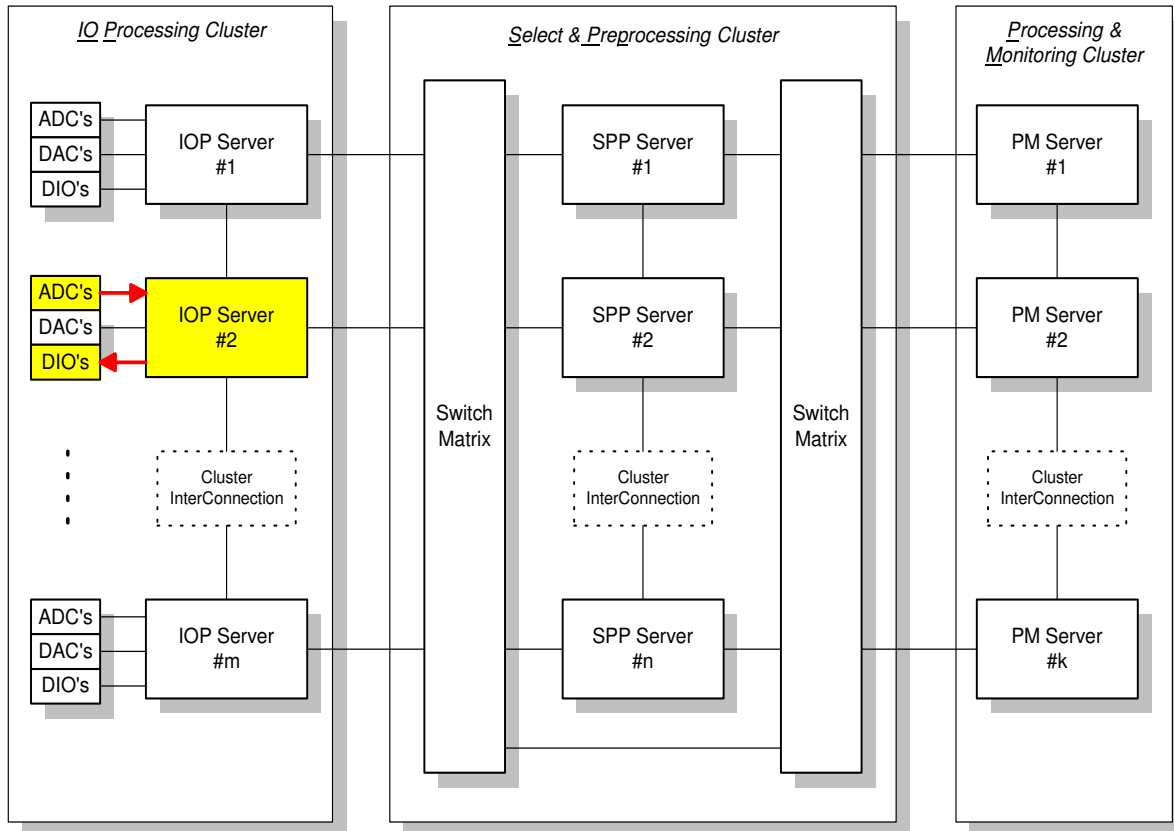 IO Processing Cluster
ADC's
DAC's
DIO's
IOP Server
#1
ADC's
DAC's
DIO's
IOP Server
#2
Cluster
InterConnection
ADC's
DAC's
DIO's
IOP Server
#m
Select & Preprocessing Cluster
Switch
Matrix
SPP Server
#1
SPP Server
#2
Cluster
InterConnection
SPP Server
#n
Switch
Matrix
Processing &
Monitoring Cluster
PM Server
#1
PM Server
#2
Cluster
InterConnection
PM Server
#k